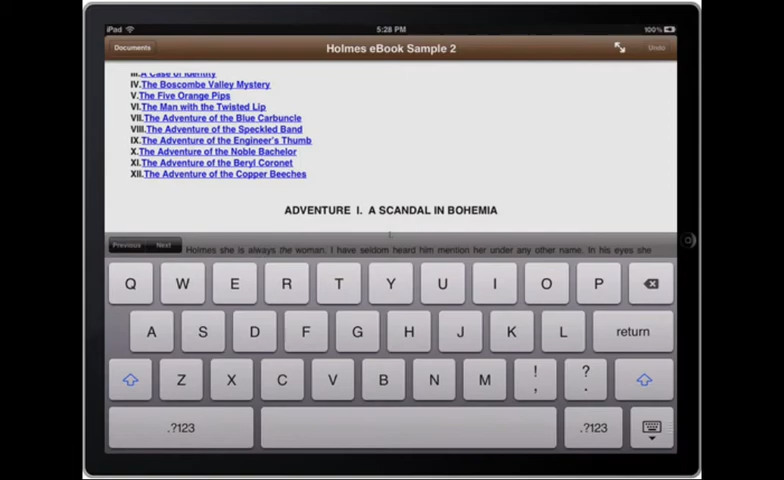 iPad 5:28 PM 100%
Documents Holmes eBook Sample 2 Undo
III.A Case of Identity
IV.The Boscombe Valley Mystery
V.The Five Orange Pips
VI.The Man with the Twisted Lip
VII.The Adventure of the Blue Carbuncle
VIII.The Adventure of the Speckled Band
IX.The Adventure of the Engineer's Thumb
X.The Adventure of the Noble Bachelor
XI.The Adventure of the Beryl Coronet
XII.The Adventure of the Copper Beeches
ADVENTURE I. A SCANDAL IN BOHEMIA
I.
Previous Next
Holmes she is always the woman. I have seldom heard him mention her under any other name. In his eyes she
Q W E R T Y U I O P
A S D F G H J K L return
Z X C V B N M ! , ? .
.?123 .?123